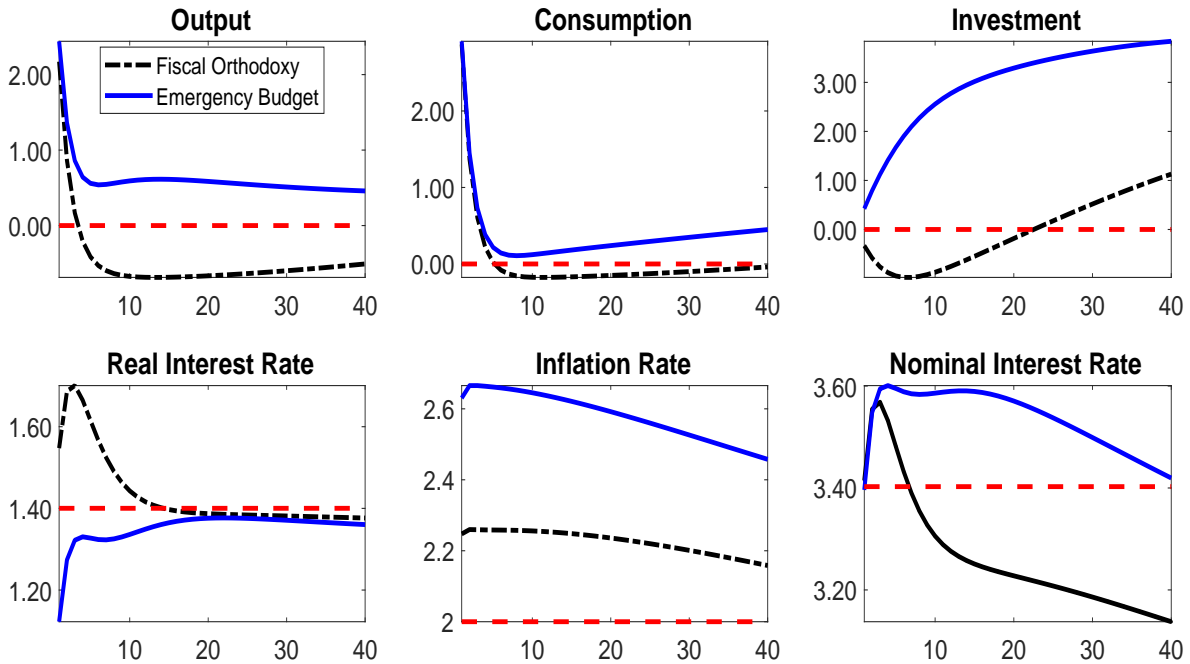 Output
Consumption
Investment
Fiscal Orthodoxy
Emergency Budget
2.00
1.00
0.00
10 20 30 40
2.00
1.00
0.00
10 20 30 40
3.00
2.00
1.00
0.00
10 20 30 40
Real Interest Rate
Inflation Rate
Nominal Interest Rate
1.60
1.40
1.20
10 20 30 40
2.6
2.4
2.2
2
10 20 30 40
3.60
3.40
3.20
10 20 30 40